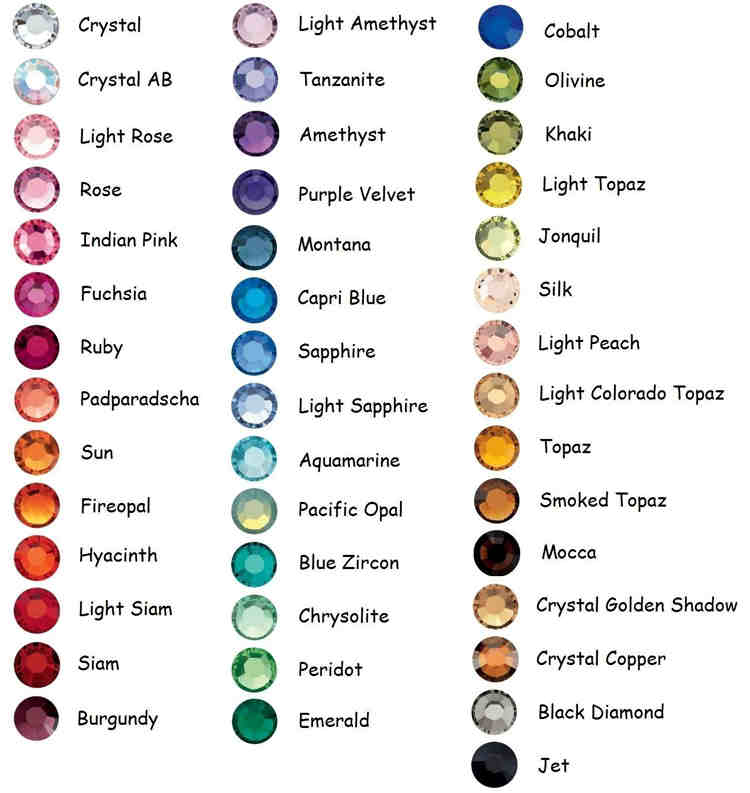 Crystal
Crystal AB
Light Rose
Rose
Indian Pink
Fuchsia
Ruby
Padparadscha
Sun
Fireopal
Hyacinth
Light Siam
Siam
Burgundy
Light Amethyst
Tanzanite
Amethyst
Purple Velvet
Montana
Capri Blue
Sapphire
Light Sapphire
Aquamarine
Pacific Opal
Blue Zircon
Chrysolite
Peridot
Emerald
Cobalt
Olivine
Khaki
Light Topaz
Jonquil
Silk
Light Peach
Light Colorado Topaz
Topaz
Smoked Topaz
Mocca
Crystal Golden Shadow
Crystal Copper
Black Diamond
Jet